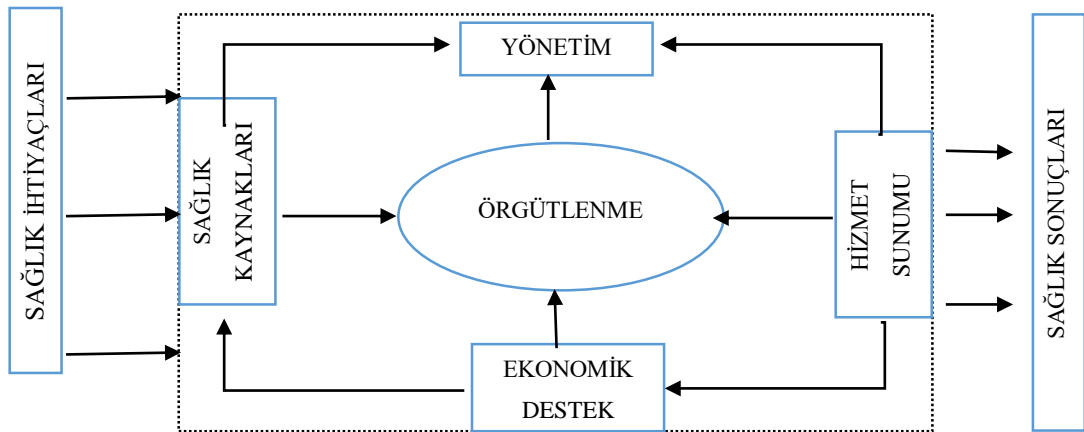 SAĞLIK İHTİYAÇLARI
SAĞLIK
KAYNAKLARI
YÖNETİM
ÖRGÜTLENME
EKONOMİK
DESTEK
HİZMET
SUNUMU
SAĞLIK SONUÇLARI